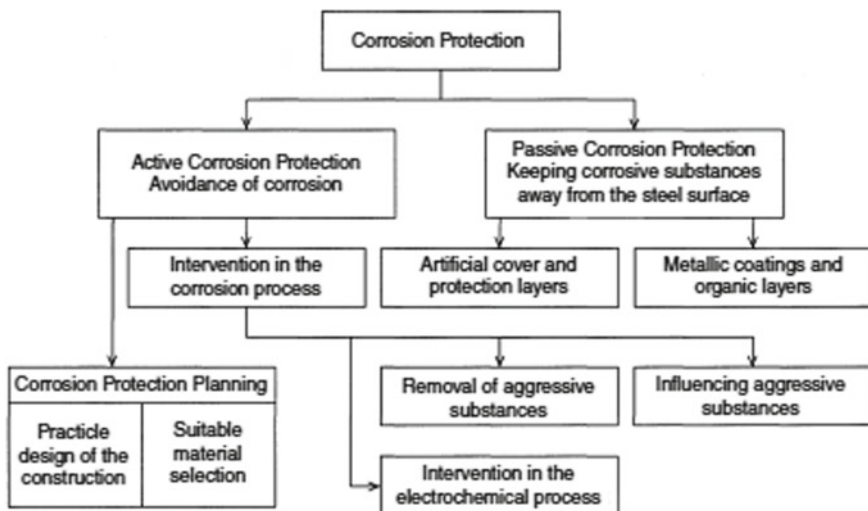 Corrosion Protection
Active Corrosion Protection
Avoidance of corrosion
Passive Corrosion Protection
Keeping corrosive substances
away from the steel surface
Intervention in the
corrosion process
Artificial cover and
protection layers
Metallic coatings and
organic layers
Corrosion Protection Planning
Practicle
design of the
construction
Suitable
material
selection
Removal of aggressive
substances
Influencing aggressive
substances
Intervention in the
electrochemical process